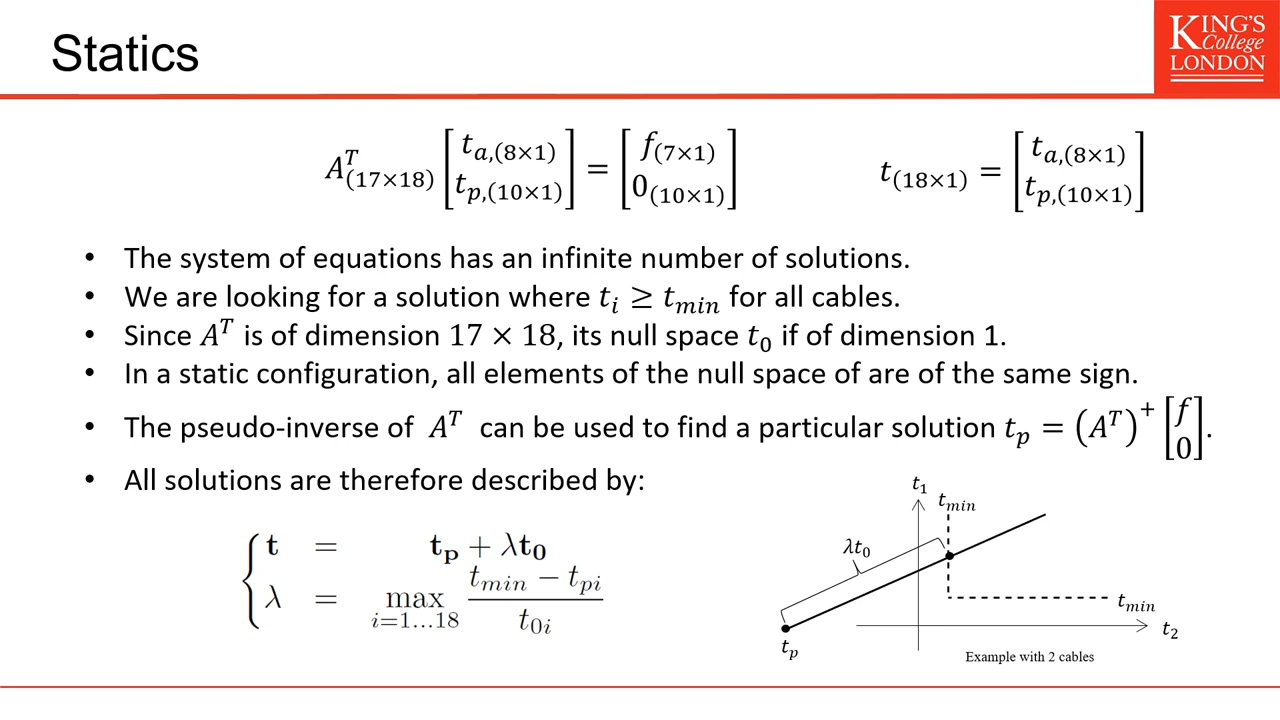 Statics
KING'S
College
LONDON
A^T_(17×18) [t_a,(8×1) t_p,(10×1)] = [f_(7×1) 0_(10×1)]
t_(18×1) = [t_a,(8×1) t_p,(10×1)]
• The system of equations has an infinite number of solutions.
• We are looking for a solution where t_i ≥ t_min for all cables.
• Since A^T is of dimension 17 × 18, its null space t_0 if of dimension 1.
• In a static configuration, all elements of the null space of are of the same sign.
• The pseudo-inverse of A^T can be used to find a particular solution t_p = (A^T)^+ [f 0].
• All solutions are therefore described by:
t = t_p + λt_0
λ = max_{i=1...18} (t_min − t_pi) / t_0i
t_1
t_min
λt_0
t_min
t_2
t_p
Example with 2 cables